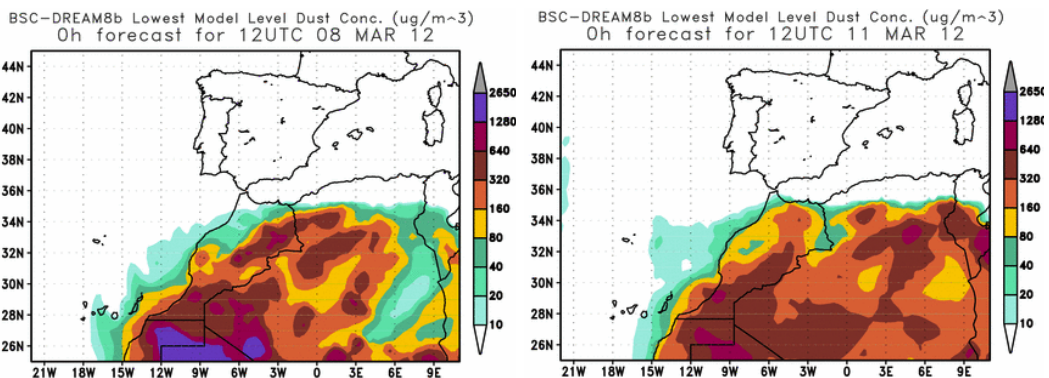 BSC-DREAM8b Lowest Model Level Dust Conc. (ug/m^3)
0h forecast for 12UTC 08 MAR 12
44N
42N
40N
38N
36N
34N
32N
30N
28N
26N
21W 18W 15W 12W 9W 6W 3W 0 3E 6E 9E
2650
1280
640
320
160
80
40
20
10
BSC-DREAM8b Lowest Model Level Dust Conc. (ug/m^3)
0h forecast for 12UTC 11 MAR 12
44N
42N
40N
38N
36N
34N
32N
30N
28N
26N
21W 18W 15W 12W 9W 6W 3W 0 3E 6E 9E
2650
1280
640
320
160
80
40
20
10